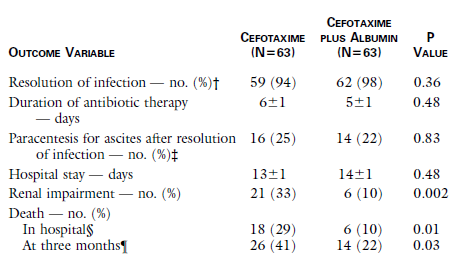 OUTCOME VARIABLE CEFOTAXIME (N=63) CEFOTAXIME PLUS ALBUMIN (N=63) P VALUE
Resolution of infection — no. (%)† 59 (94) 62 (98) 0.36
Duration of antibiotic therapy 6±1 5±1 0.48
— days
Paracentesis for ascites after resolution 16 (25) 14 (22) 0.83
of infection — no. (%)‡
Hospital stay — days 13±1 14±1 0.48
Renal impairment — no. (%) 21 (33) 6 (10) 0.002
Death — no. (%)
In hospital§ 18 (29) 6 (10) 0.01
At three months¶ 26 (41) 14 (22) 0.03